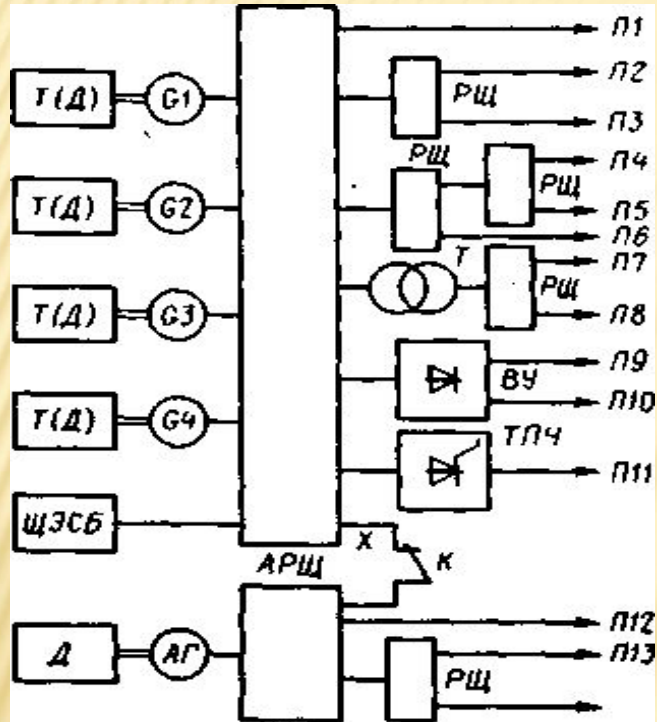 П1
Т(Д) G1 РЩ П2
П3
Т(Д) G2 РЩ РЩ П4
П5
П6
Т(Д) G3 Т РЩ П7
П8
Т(Д) G4 ВУ П9
П10
ТПЧ П11
ЩЭСБ
Х К
АРЩ
П12
Д АГ РЩ П13